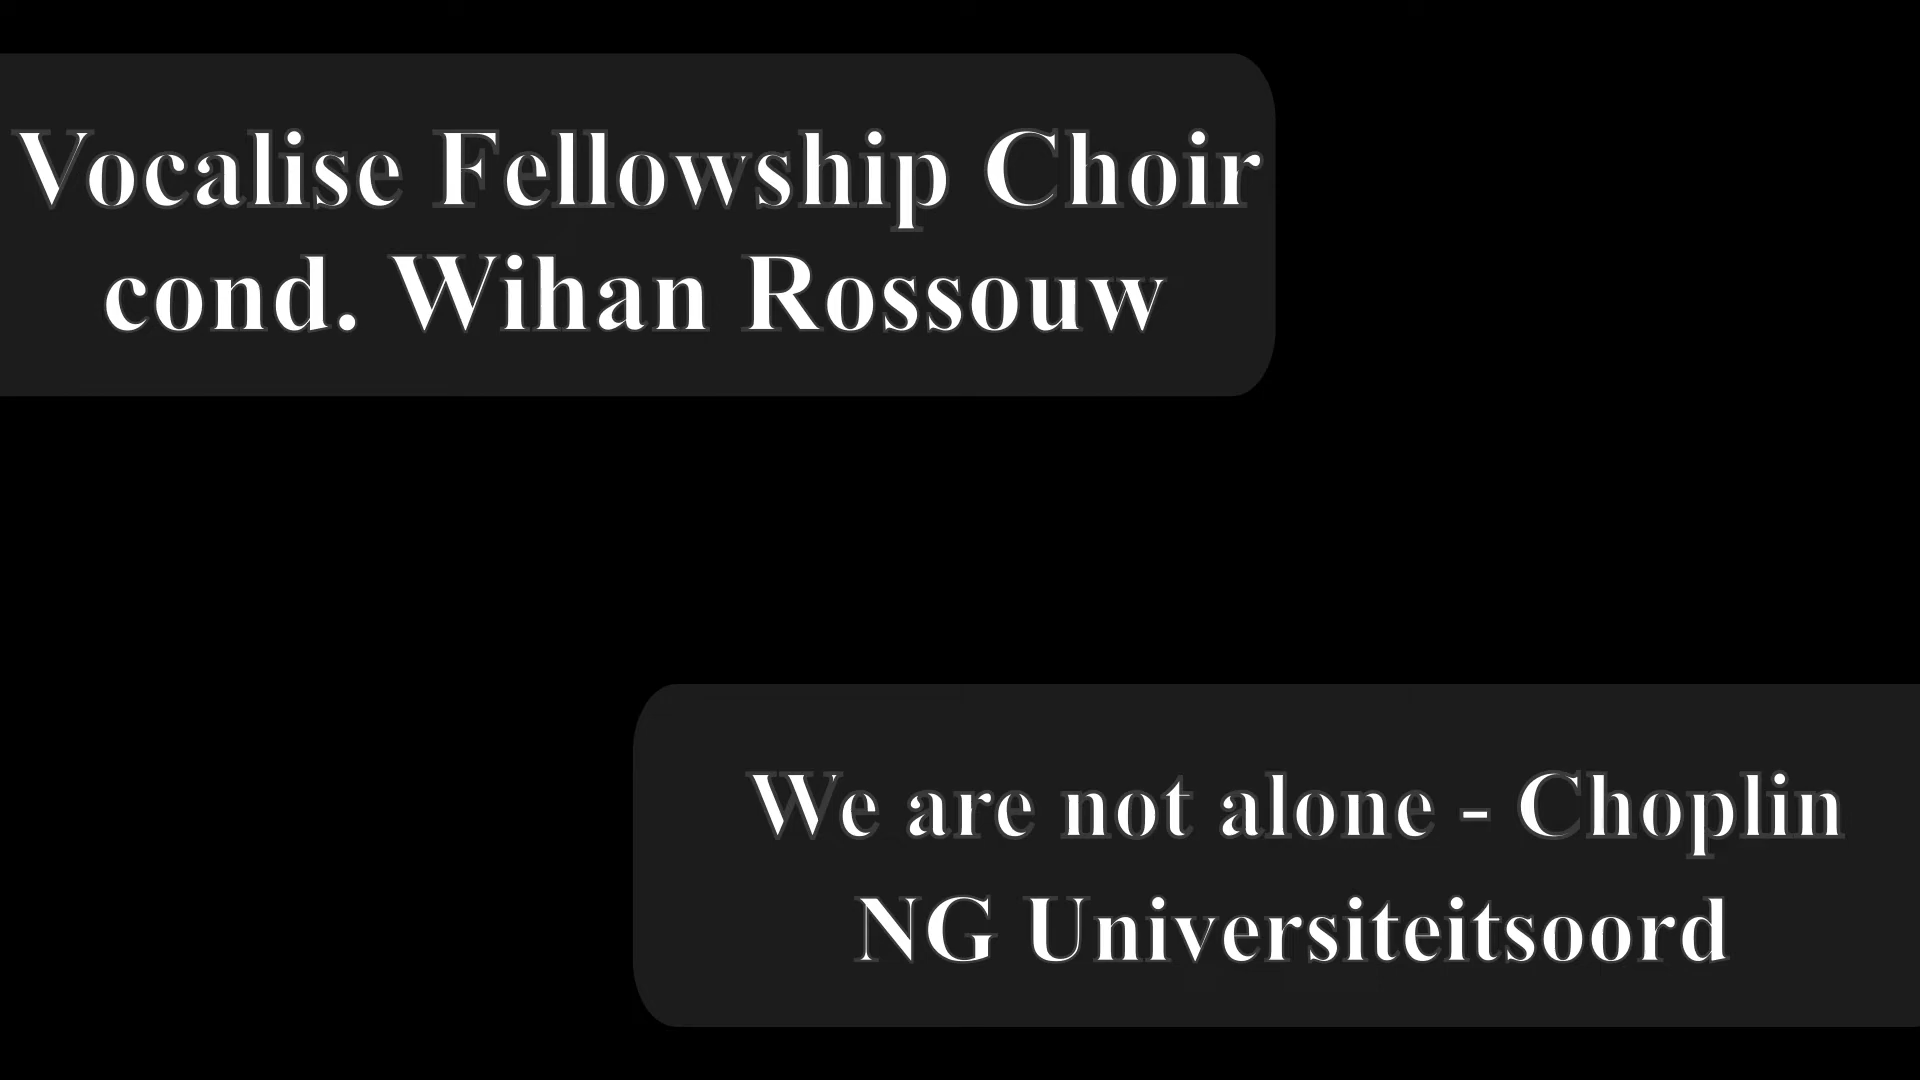 Vocalise Fellowship Choir
cond. Wihan Rossouw
We are not alone - Choplin
NG Universiteitsoord